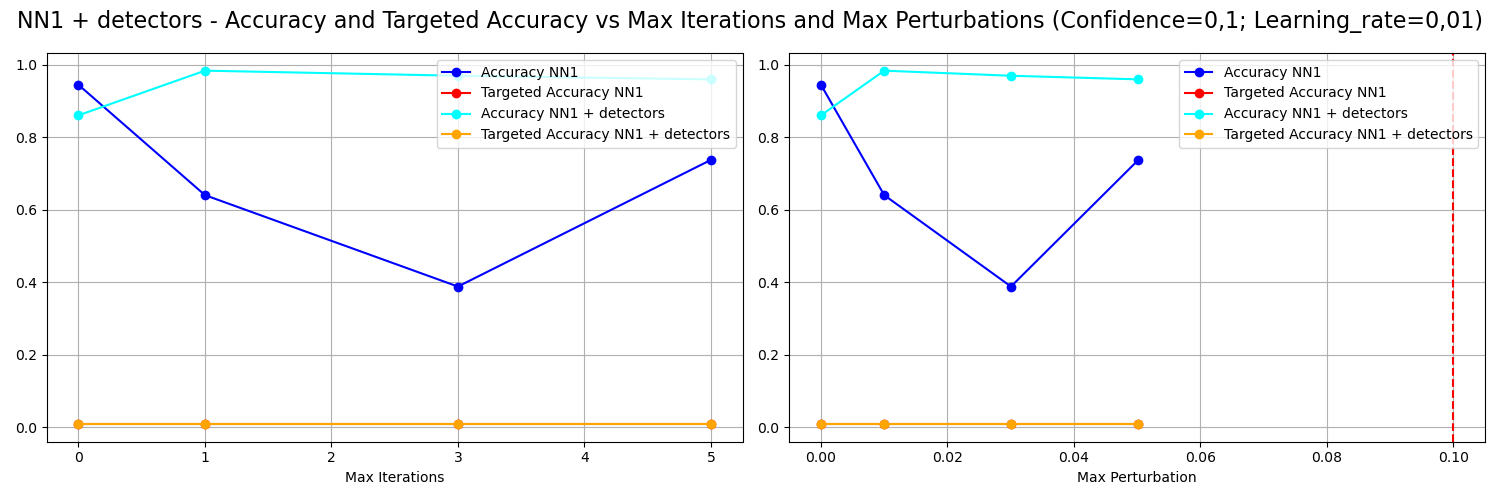 NN1 + detectors - Accuracy and Targeted Accuracy vs Max Iterations and Max Perturbations (Confidence=0,1; Learning_rate=0,01)
1.0
0.8
0.6
0.4
0.2
0.0
Accuracy NN1
Targeted Accuracy NN1
Accuracy NN1 + detectors
Targeted Accuracy NN1 + detectors
0 1 2 3 4 5
Max Iterations
1.0
0.8
0.6
0.4
0.2
0.0
Accuracy NN1
Targeted Accuracy NN1
Accuracy NN1 + detectors
Targeted Accuracy NN1 + detectors
0.00 0.02 0.04 0.06 0.08 0.10
Max Perturbation